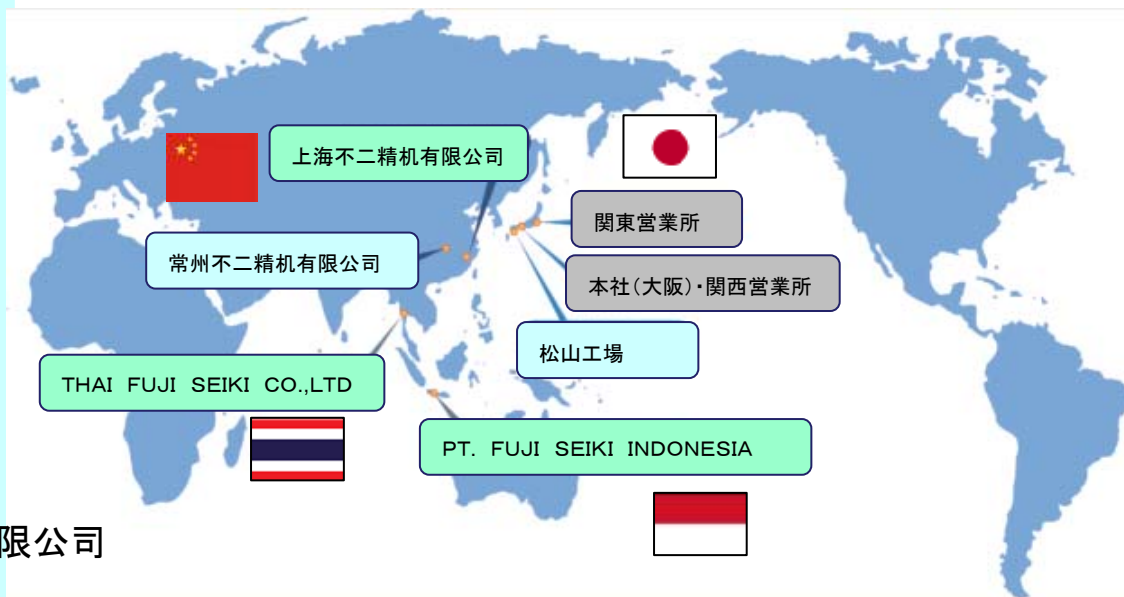 上海不二精机有限公司
関東営業所
常州不二精机有限公司
本社(大阪)・関西営業所
松山工場
THAI FUJI SEIKI CO.,LTD
PT. FUJI SEIKI INDONESIA
限公司